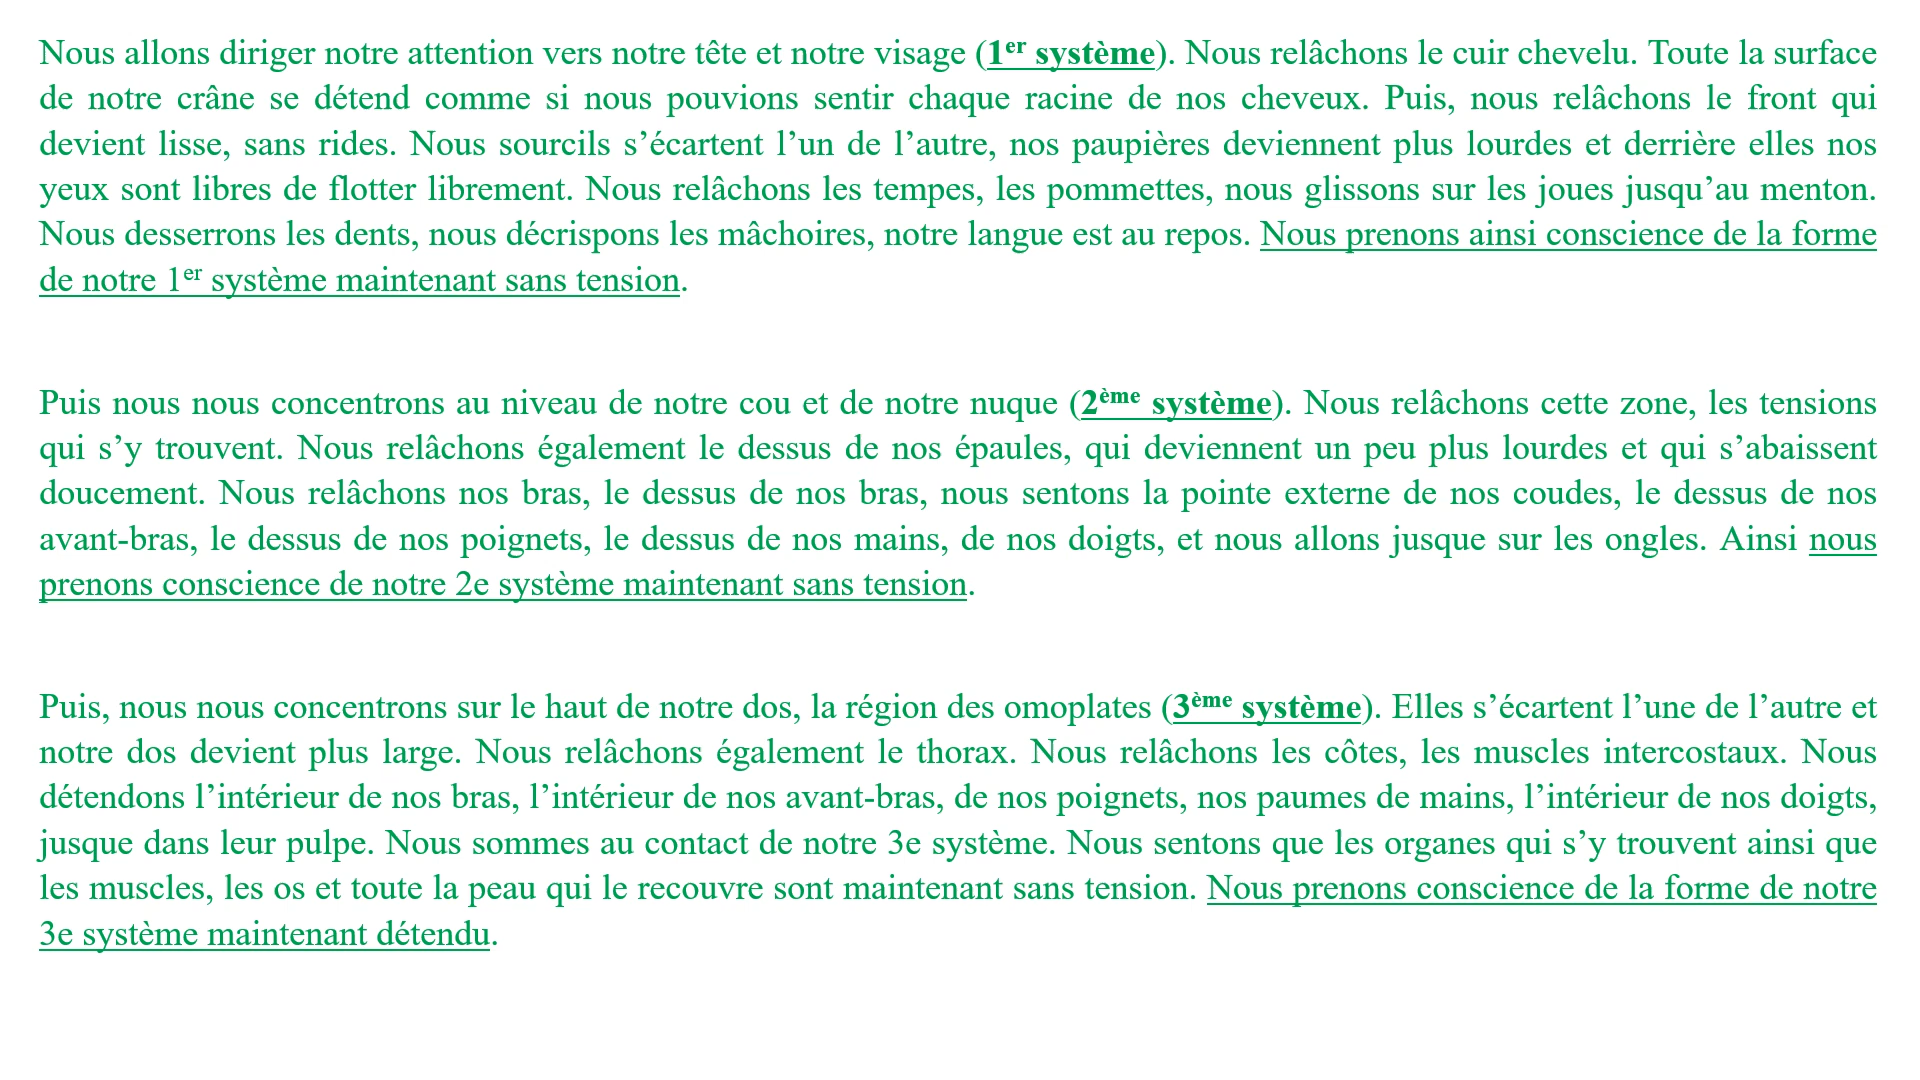 Nous allons diriger notre attention vers notre tête et notre visage (1er système). Nous relâchons le cuir chevelu. Toute la surface
de notre crâne se détend comme si nous pouvions sentir chaque racine de nos cheveux. Puis, nous relâchons le front qui
devient lisse, sans rides. Nous sourcils s’écartent l’un de l’autre, nos paupières deviennent plus lourdes et derrière elles nos
yeux sont libres de flotter librement. Nous relâchons les tempes, les pommettes, nous glissons sur les joues jusqu’au menton.
Nous desserrons les dents, nous décrispons les mâchoires, notre langue est au repos. Nous prenons ainsi conscience de la forme
de notre 1er système maintenant sans tension.
Puis nous nous concentrons au niveau de notre cou et de notre nuque (2ème système). Nous relâchons cette zone, les tensions
qui s’y trouvent. Nous relâchons également le dessus de nos épaules, qui deviennent un peu plus lourdes et qui s’abaissent
doucement. Nous relâchons nos bras, le dessus de nos bras, nous sentons la pointe externe de nos coudes, le dessus de nos
avant-bras, le dessus de nos poignets, le dessus de nos mains, de nos doigts, et nous allons jusque sur les ongles. Ainsi nous
prenons conscience de notre 2e système maintenant sans tension.
Puis, nous nous concentrons sur le haut de notre dos, la région des omoplates (3ème système). Elles s’écartent l’une de l’autre et
notre dos devient plus large. Nous relâchons également le thorax. Nous relâchons les côtes, les muscles intercostaux. Nous
détendons l’intérieur de nos bras, l’intérieur de nos avant-bras, de nos poignets, nos paumes de mains, l’intérieur de nos doigts,
jusque dans leur pulpe. Nous sommes au contact de notre 3e système. Nous sentons que les organes qui s’y trouvent ainsi que
les muscles, les os et toute la peau qui le recouvre sont maintenant sans tension. Nous prenons conscience de la forme de notre
3e système maintenant détendu.